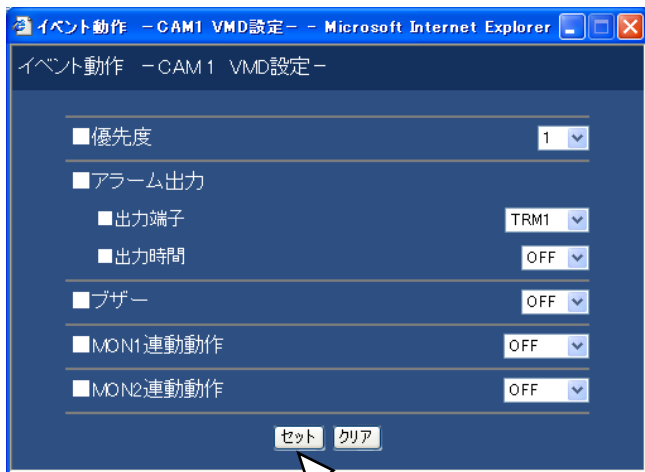 イベント動作 －CAM1 VMD設定－ - Microsoft Internet Explorer
イベント動作 －CAM1 VMD設定－
■優先度 1
■アラーム出力
■出力端子 TRM1
■出力時間 OFF
■ブザー OFF
■MON1連動動作 OFF
■MON2連動動作 OFF
セット クリア